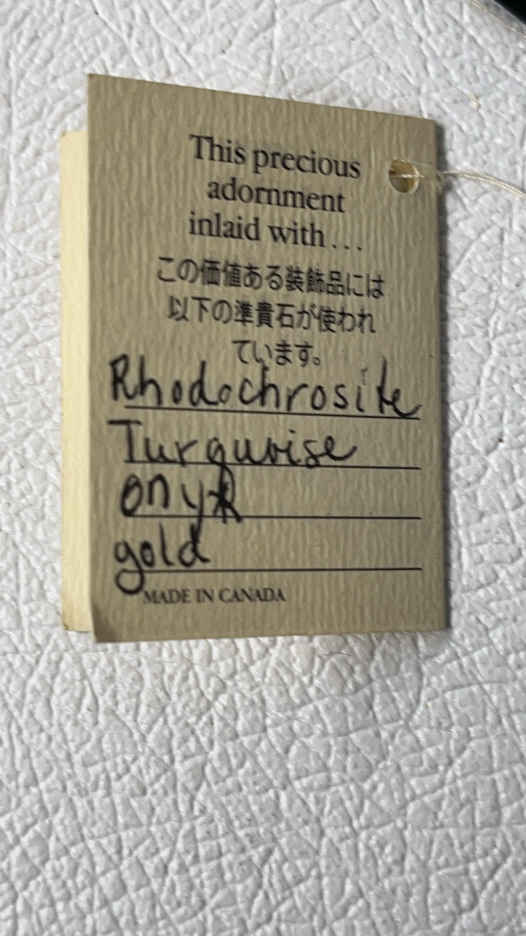 This precious
adornment
inlaid with...
この価値ある装飾品には
以下の準貴石が使われ
ています。
Rhodochrosite
Turquoise
onyx
gold
MADE IN CANADA